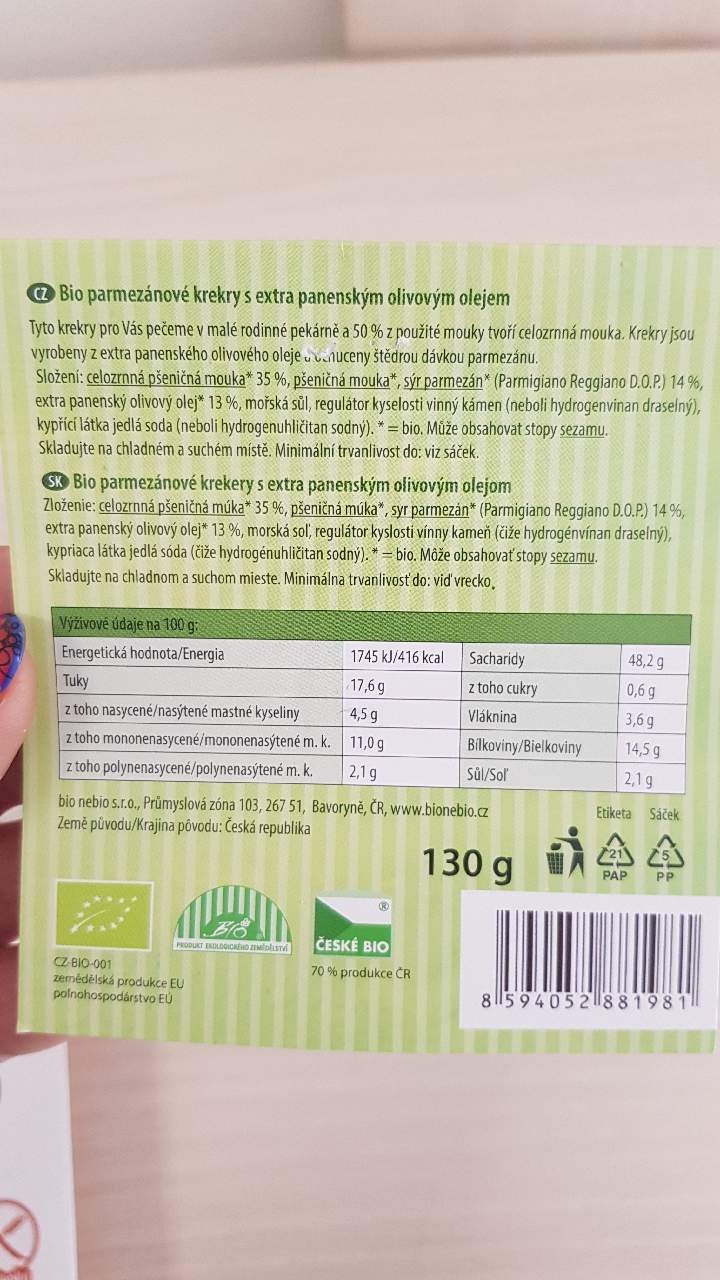 CZ Bio parmezánové krekry s extra panenským olivovým olejem
Tyto krekry pro Vás pečeme v malé rodinné pekárně a 50 % z použité mouky tvoří celozrnná mouka. Krekry jsou
vyrobeny z extra panenského olivového oleje a ochuceny štědrou dávkou parmezánu.
Složení: celozrnná pšeničná mouka* 35 %, pšeničná mouka*, sýr parmezán* (Parmigiano Reggiano D.O.P.) 14 %,
extra panenský olivový olej* 13 %, mořská sůl, regulátor kyselosti vinný kámen (neboli hydrogenvinan draselný),
kypřící látka jedlá soda (neboli hydrogenuhličitan sodný). * = bio. Může obsahovat stopy sezamu.
Skladujte na chladném a suchém místě. Minimální trvanlivost do: viz sáček.
SK Bio parmezánové krekery s extra panenským olivovým olejom
Zloženie: celozrnná pšeničná múka* 35 %, pšeničná múka*, syr parmezán* (Parmigiano Reggiano D.O.P.) 14 %,
extra panenský olivový olej* 13 %, morská soľ, regulátor kyslosti vínny kameň (čiže hydrogénvínan draselný),
kypriaca látka jedlá sóda (čiže hydrogénuhličitan sodný). * = bio. Môže obsahovať stopy sezamu.
Skladujte na chladnom a suchom mieste. Minimálna trvanlivosť do: viď vrecko.
Výživové údaje na 100 g:
Energetická hodnota/Energia 1745 kJ/416 kcal Sacharidy 48,2 g
Tuky 17,6 g z toho cukry 0,6 g
z toho nasycené/nasýtené mastné kyseliny 4,5 g Vláknina 3,6 g
z toho mononenasycené/mononenasýtené m. k. 11,0 g Bílkoviny/Bielkoviny 14,5 g
z toho polynenasycené/polynenasýtené m. k. 2,1 g Sůl/Soľ 2,1 g
bio nebio s.r.o., Průmyslová zóna 103, 267 51, Bavoryně, ČR, www.bionebio.cz
Země původu/Krajina pôvodu: Česká republika
Etiketa Sáček
130 g
21 5
PAP PP
BIO
PRODUKT EKOLOGICKÉHO ZEMĚDĚLSTVÍ
®
ČESKÉ BIO
70 % produkce ČR
CZ-BIO-001
zemědělská produkce EU
poľnohospodárstvo EÚ
8 594052 881981